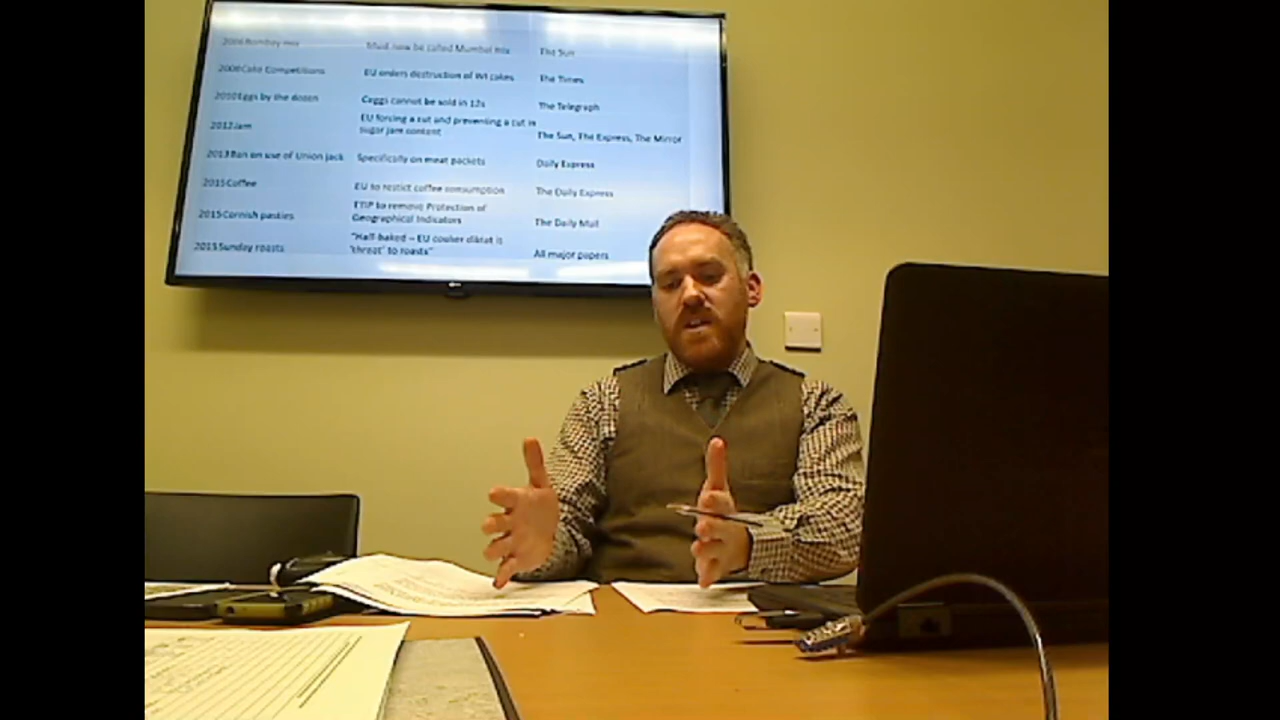 2006 Bombay mix Must now be called Mumbai mix The Sun
2006 Cake Competitions EU orders destruction of WI cakes The Times
2010 Eggs by the dozen Ceggs cannot be sold in 12s The Telegraph
2012 Jam EU forcing a cut and preventing a cut in
sugar jam content The Sun, The Express, The Mirror
2013 Ban on use of Union jack Specifically on meat packets Daily Express
2015 Coffee EU to restict coffee consumption The Daily Express
2015 Cornish pasties TTIP to remove Protection of
Geographical Indicators The Daily Mail
2015 Sunday roasts "Half-baked – EU cooker diktat is
'threat' to roasts" All major papers